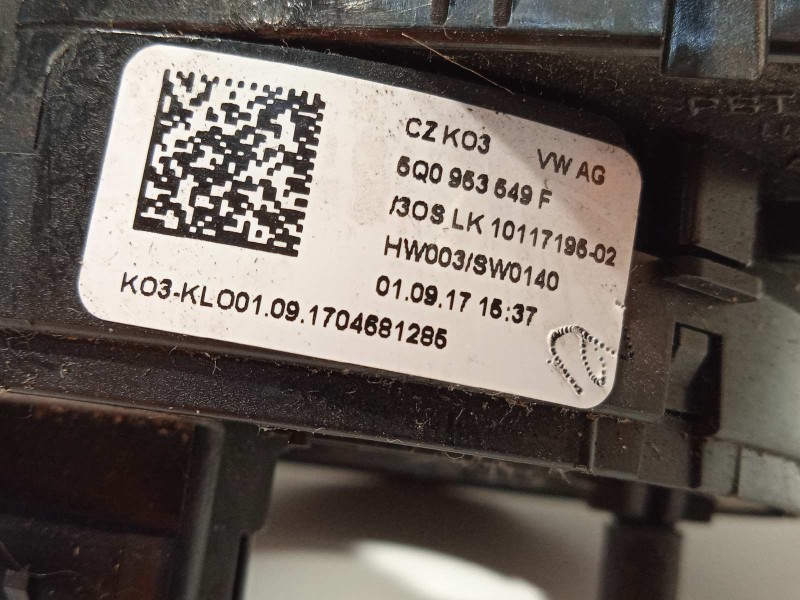 CZ K03 VW AG
5Q0 953 549 F
/3OS LK 10117195-02
HW003/SW0140
01.09.17 15:37
K03-KLO01.09.1704681285